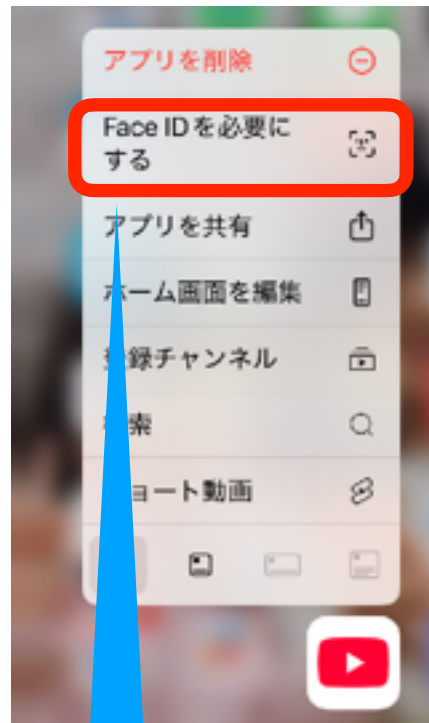 アプリを削除
Face IDを必要に
する
アプリを共有
ホーム画面を編集
録チャンネル
索
ョート動画